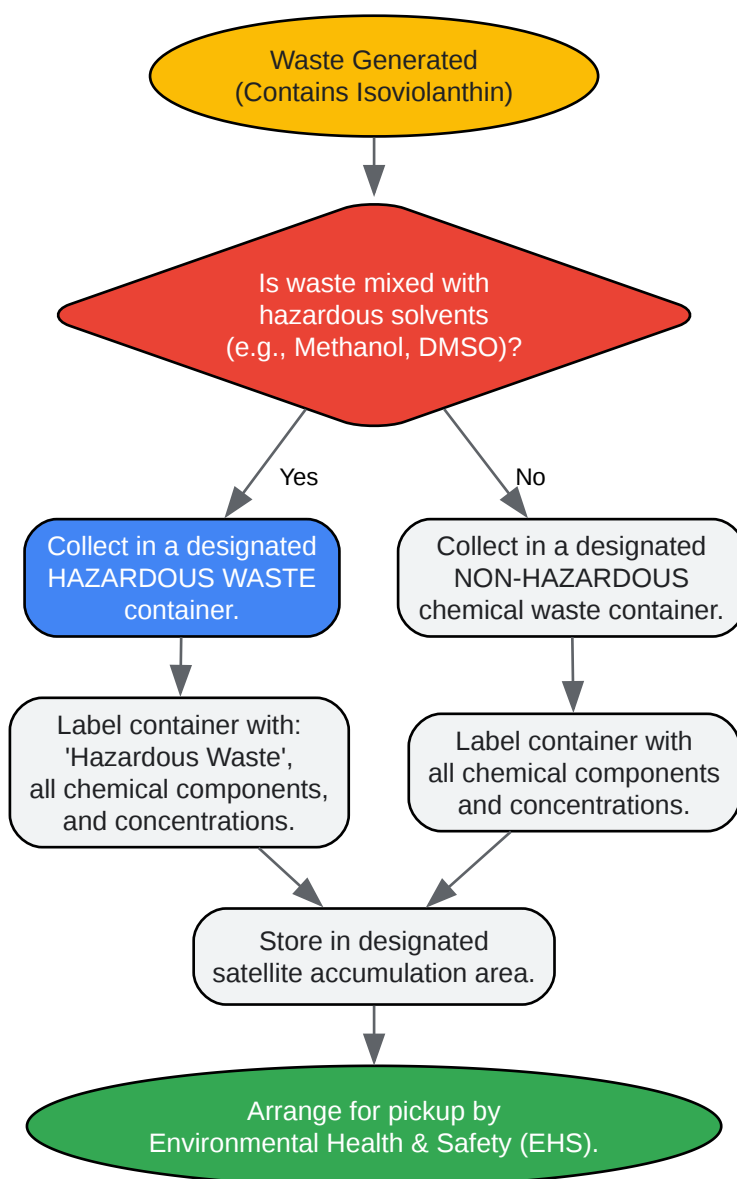 Waste Generated
(Contains Isoviolanthin)
Is waste mixed with
hazardous solvents
(e.g., Methanol, DMSO)?
Yes
No
Collect in a designated
HAZARDOUS WASTE
container.
Collect in a designated
NON-HAZARDOUS
chemical waste container.
Label container with:
'Hazardous Waste',
all chemical components,
and concentrations.
Label container with
all chemical components
and concentrations.
Store in designated
satellite accumulation area.
Arrange for pickup by
Environmental Health & Safety (EHS).